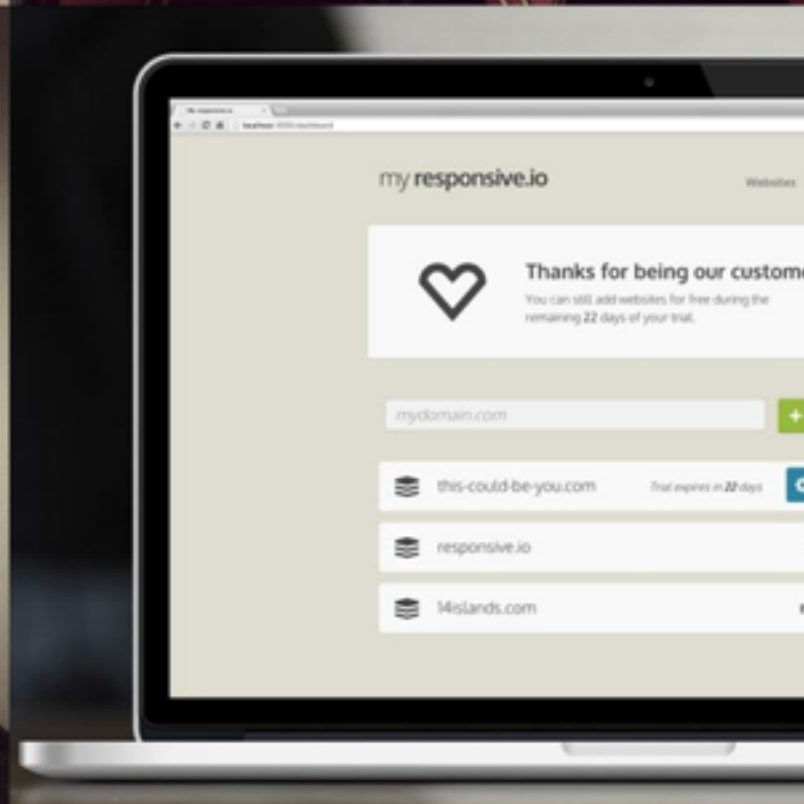 my responsive.io
Websites
Thanks for being our custome
You can still add websites for free during the
remaining 22 days of your trial.
mydomain.com
+
this-could-be-you.com
Trial expires in 22 days
responsive.io
14islands.com